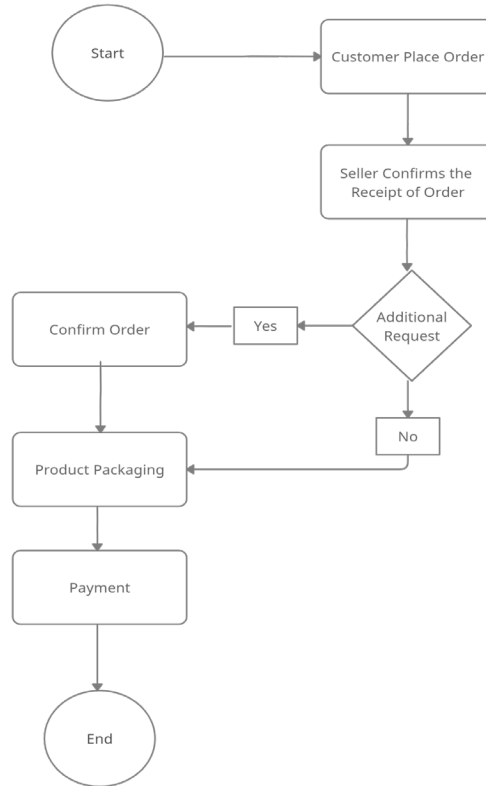 Start
Customer Place Order
Seller Confirms the
Receipt of Order
Additional
Request
Yes
Confirm Order
No
Product Packaging
Payment
End